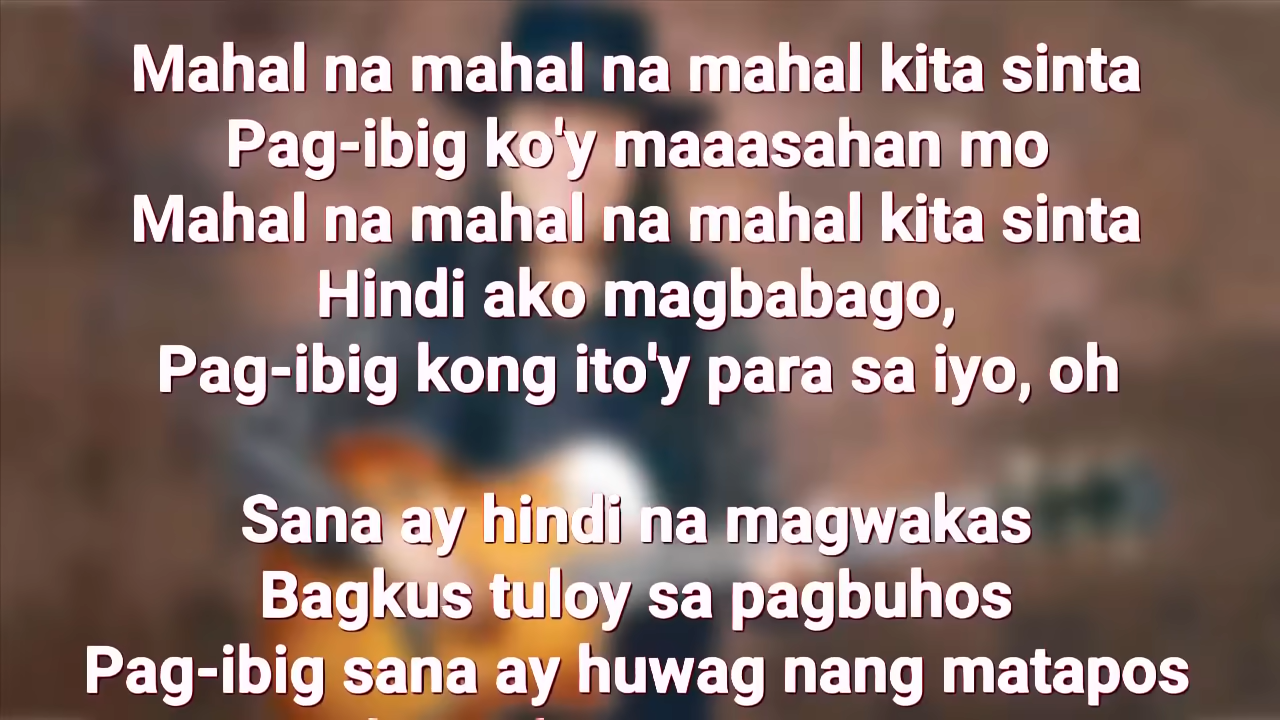 Mahal na mahal na mahal kita sinta
Pag-ibig ko'y maaasahan mo
Mahal na mahal na mahal kita sinta
Hindi ako magbabago,
Pag-ibig kong ito'y para sa iyo, oh
Sana ay hindi na magwakas
Bagkus tuloy sa pagbuhos
Pag-ibig sana ay huwag nang matapos